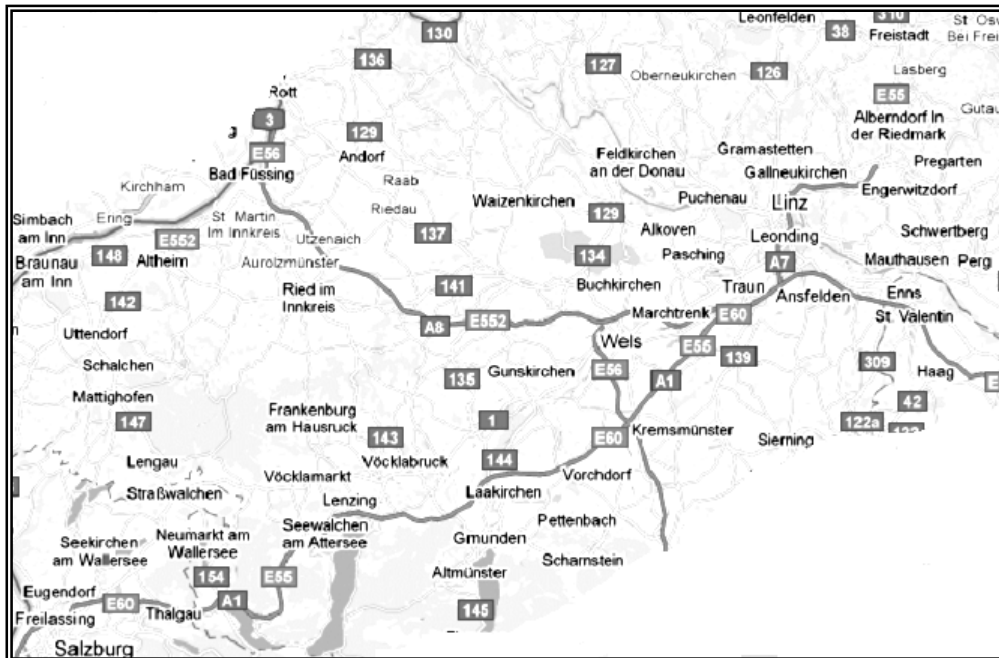 130
Leonfelden
38
310
Freistadt
St Osw
Bei Frei
136
127
Oberneukirchen
126
Lasberg
Rott
E55
Gutau
3
129
Alberndorf In
der Riedmark
E56
Andorf
Feldkirchen
an der Donau
Gramastetten
Bad Füssing
Gallneukirchen
Pregarten
Kirchham
Raab
Engerwitzdorf
Simbach
am Inn
Ering
St Martin
Im Innkreis
Riedau
Waizenkirchen
129
Puchenau
Linz
Schwertberg
E552
137
Alkoven
Leonding
148
Altheim
Utzenaich
134
Pasching
A7
Mauthausen
Perg
Braunau
am Inn
Aurolzmünster
142
Ried im
Innkreis
141
Buchkirchen
Traun
Ansfelden
Enns
Uttendorf
A8
E552
Marchtrenk
E60
St. Valentin
Schalchen
Wels
E55
139
309
Haag
135
Gunskirchen
E56
A1
Mattighofen
42
147
Frankenburg
am Hausruck
1
122a
143
E60
Kremsmünster
Sierning
Lengau
Vöcklabruck
144
Straßwalchen
Vöcklamarkt
Vorchdorf
Lenzing
Laakirchen
Seekirchen
am Wallersee
Neumarkt am
Wallersee
Seewalchen
am Attersee
Gmunden
Pettenbach
Scharnstein
154
E55
Altmünster
Eugendorf
E60
A1
145
Freilassing
Thalgau
Salzburg